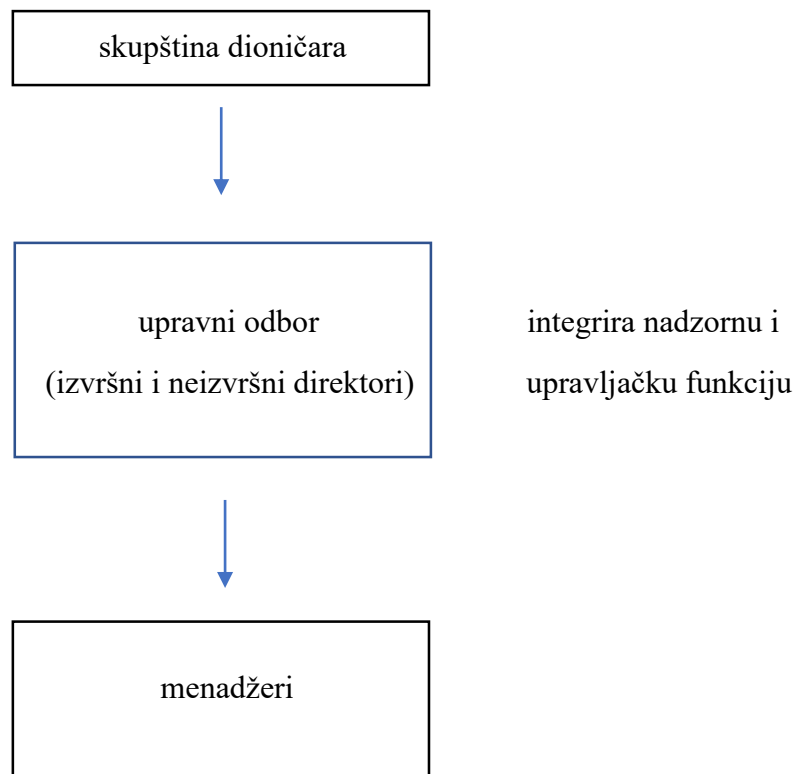 skupština dioničara
upravni odbor
(izvršni i neizvršni direktori)
integrira nadzornu i
upravljačku funkciju
menadžeri